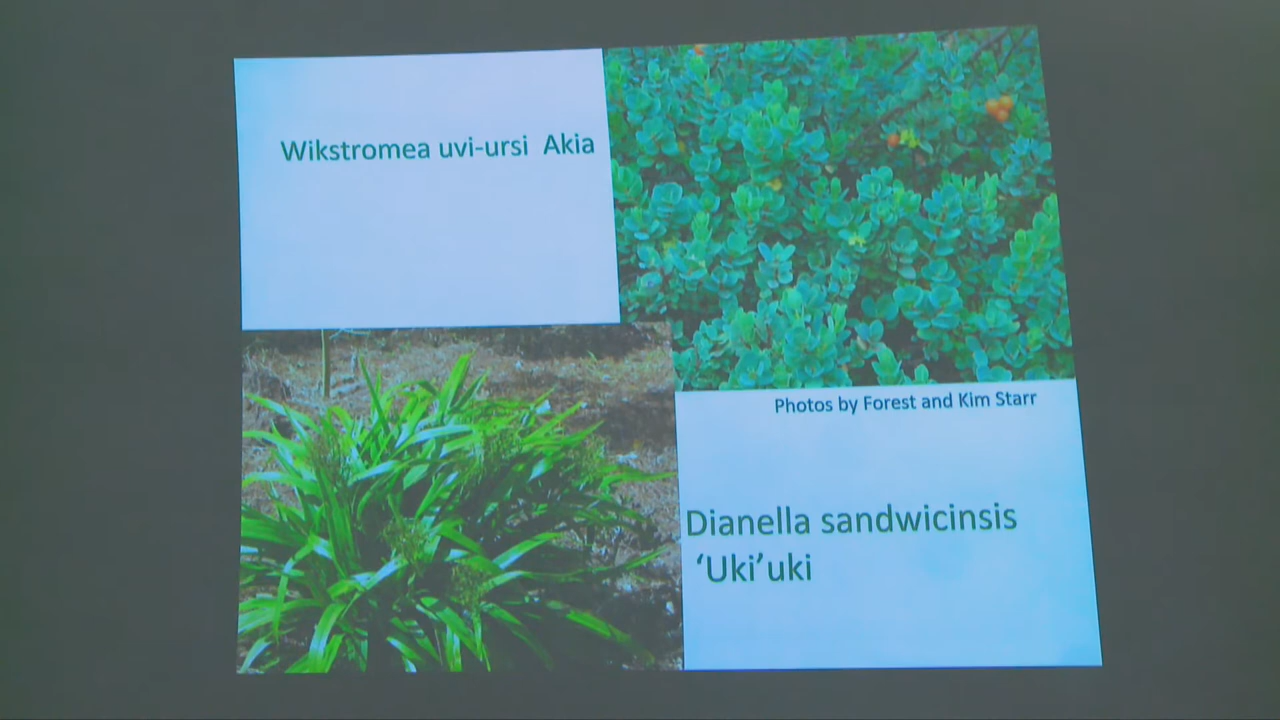 Wikstromea uvi-ursi Akia
Photos by Forest and Kim Starr
Dianella sandwicinsis
‘Uki’uki